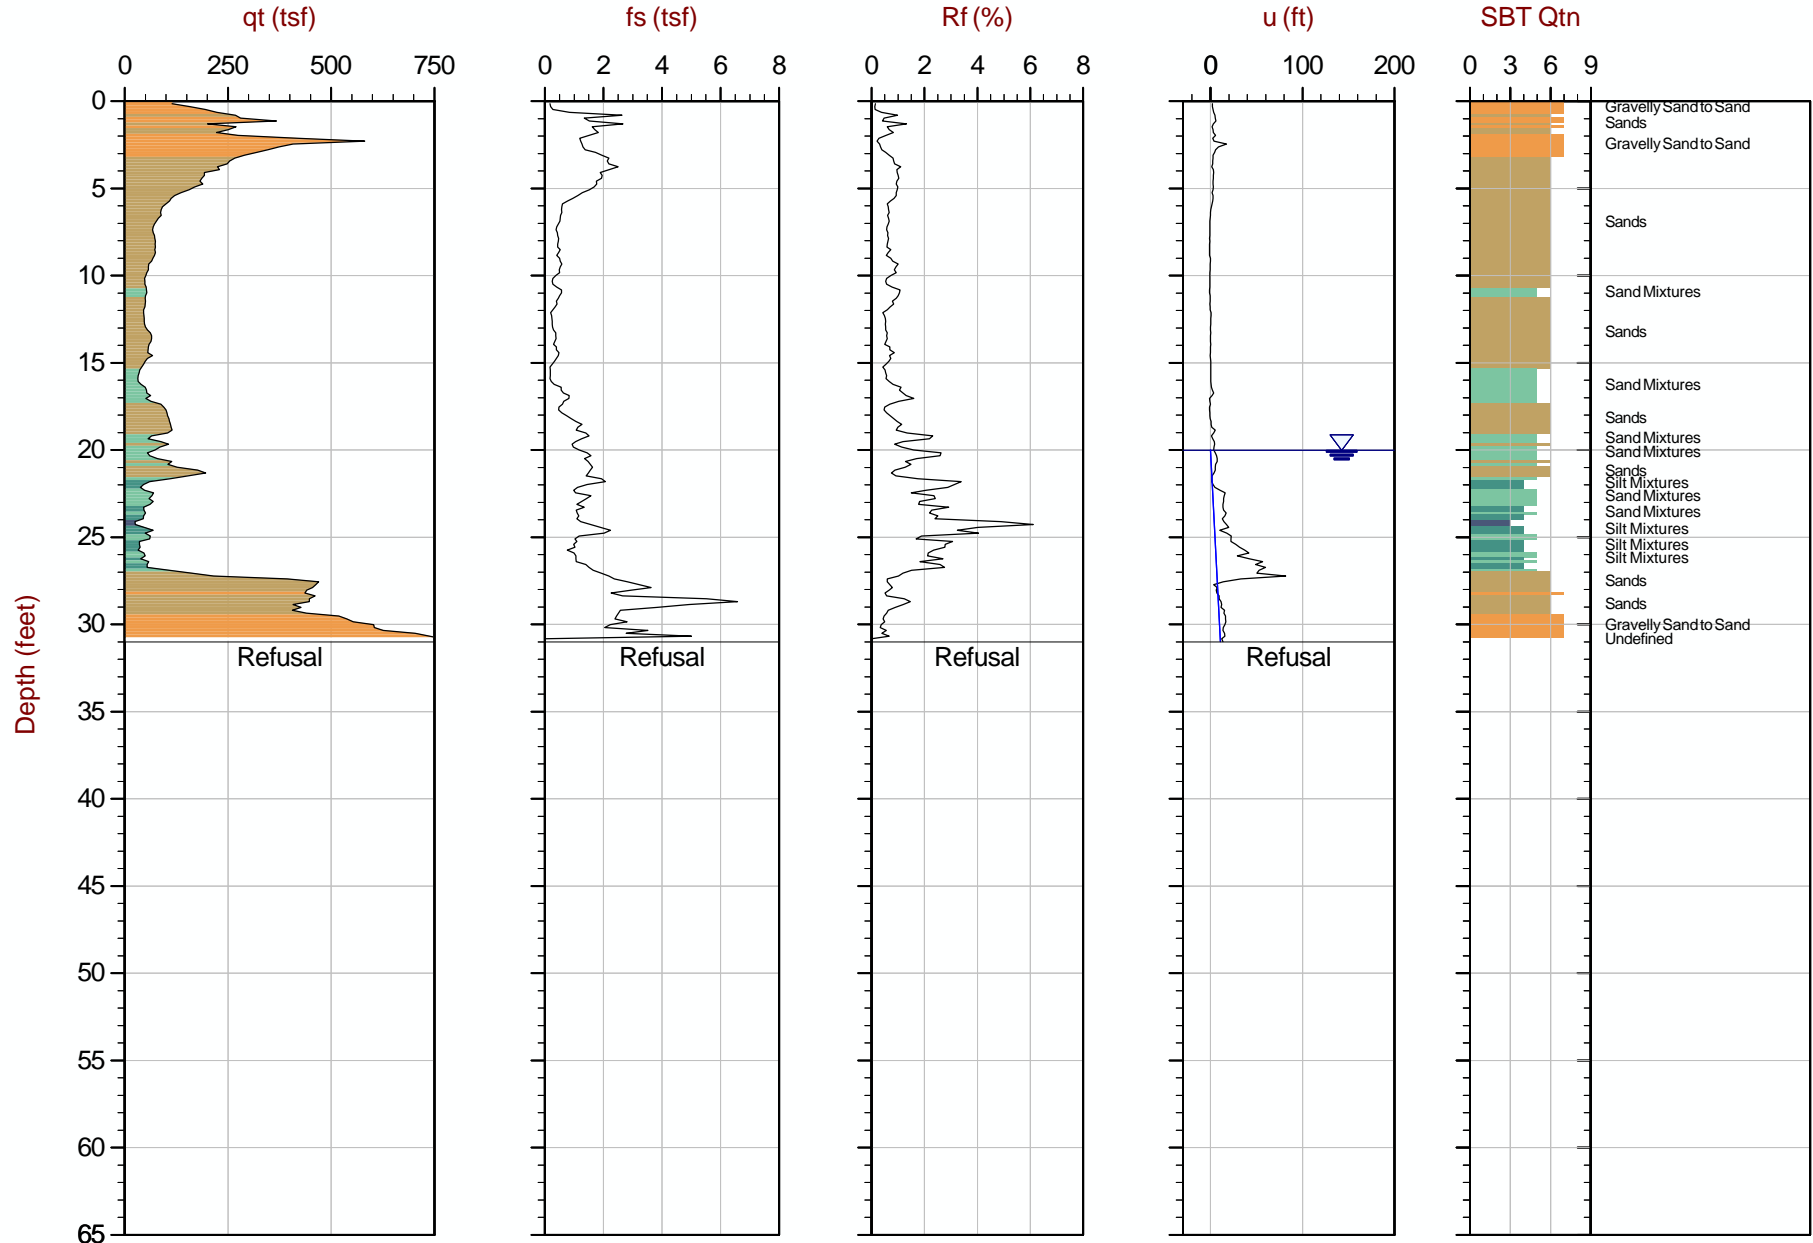 qt (tsf) fs (tsf) Rf (%) u (ft) SBT Qtn
0 250 500 750 0 2 4 6 8 0 2 4 6 8 0 100 200 0 3 6 9
0
Gravelly Sand to Sand
Sands
Gravelly Sand to Sand
5
Sands
10
Sand Mixtures
Sands
15
Sand Mixtures
Sands
Sand Mixtures
20
Sand Mixtures
Sands
Silt Mixtures
Sand Mixtures
Sand Mixtures
Silt Mixtures
25
Silt Mixtures
Silt Mixtures
Sands
Sands
30
Gravelly Sand to Sand
Undefined
Refusal Refusal Refusal Refusal
Depth (feet)
35
40
45
50
55
60
65